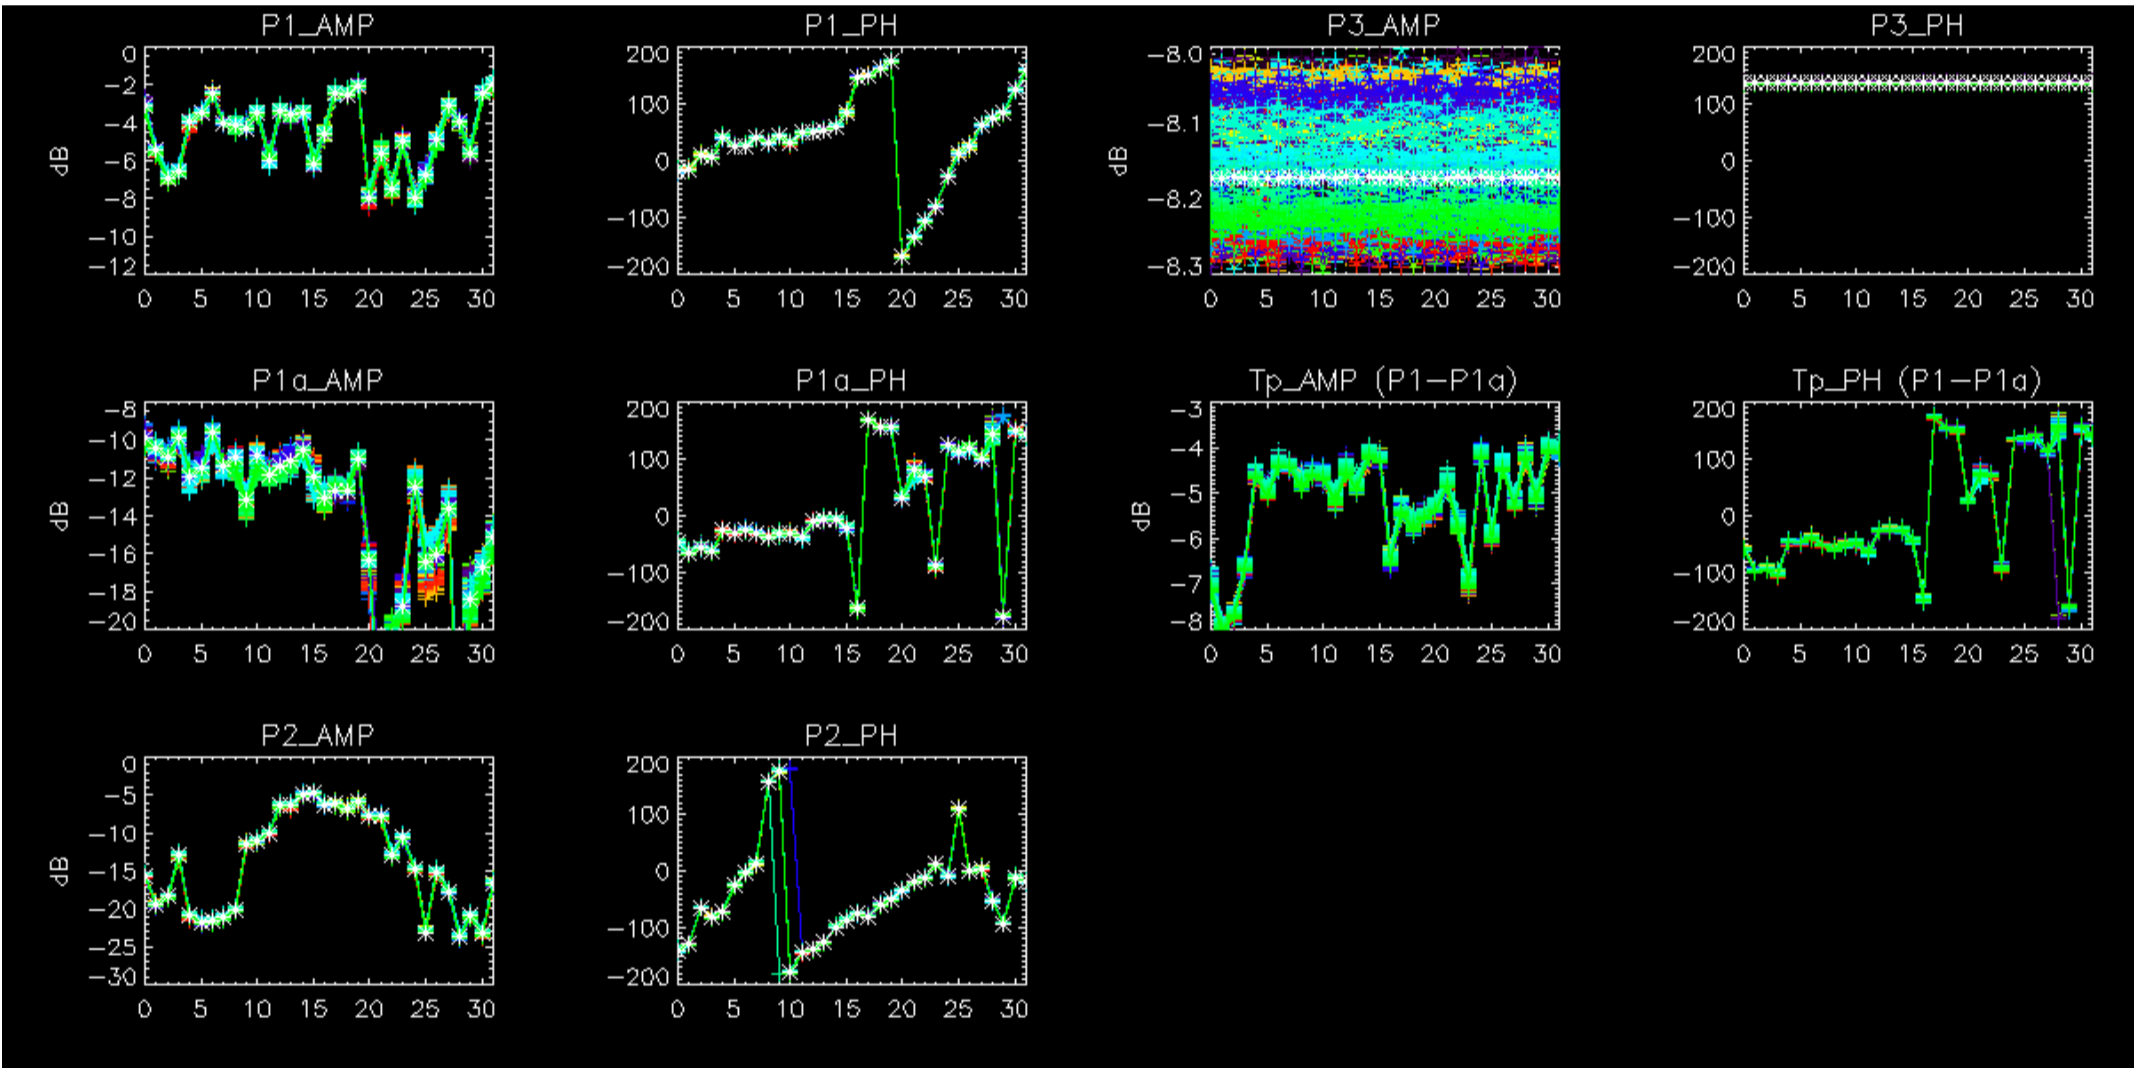 P1_AMP
0
−2
−4
−6
−8
−10
−12
dB
0 5 10 15 20 25 30
P1_PH
200
100
0
−100
−200
0 5 10 15 20 25 30
P3_AMP
−8.0
−8.1
−8.2
−8.3
dB
0 5 10 15 20 25 30
P3_PH
200
100
0
−100
−200
0 5 10 15 20 25 30
P1a_AMP
−8
−10
−12
−14
−16
−18
−20
dB
0 5 10 15 20 25 30
P1a_PH
200
100
0
−100
−200
0 5 10 15 20 25 30
Tp_AMP (P1−P1a)
−3
−4
−5
−6
−7
−8
dB
0 5 10 15 20 25 30
Tp_PH (P1−P1a)
200
100
0
−100
−200
0 5 10 15 20 25 30
P2_AMP
0
−5
−10
−15
−20
−25
−30
dB
0 5 10 15 20 25 30
P2_PH
200
100
0
−100
−200
0 5 10 15 20 25 30